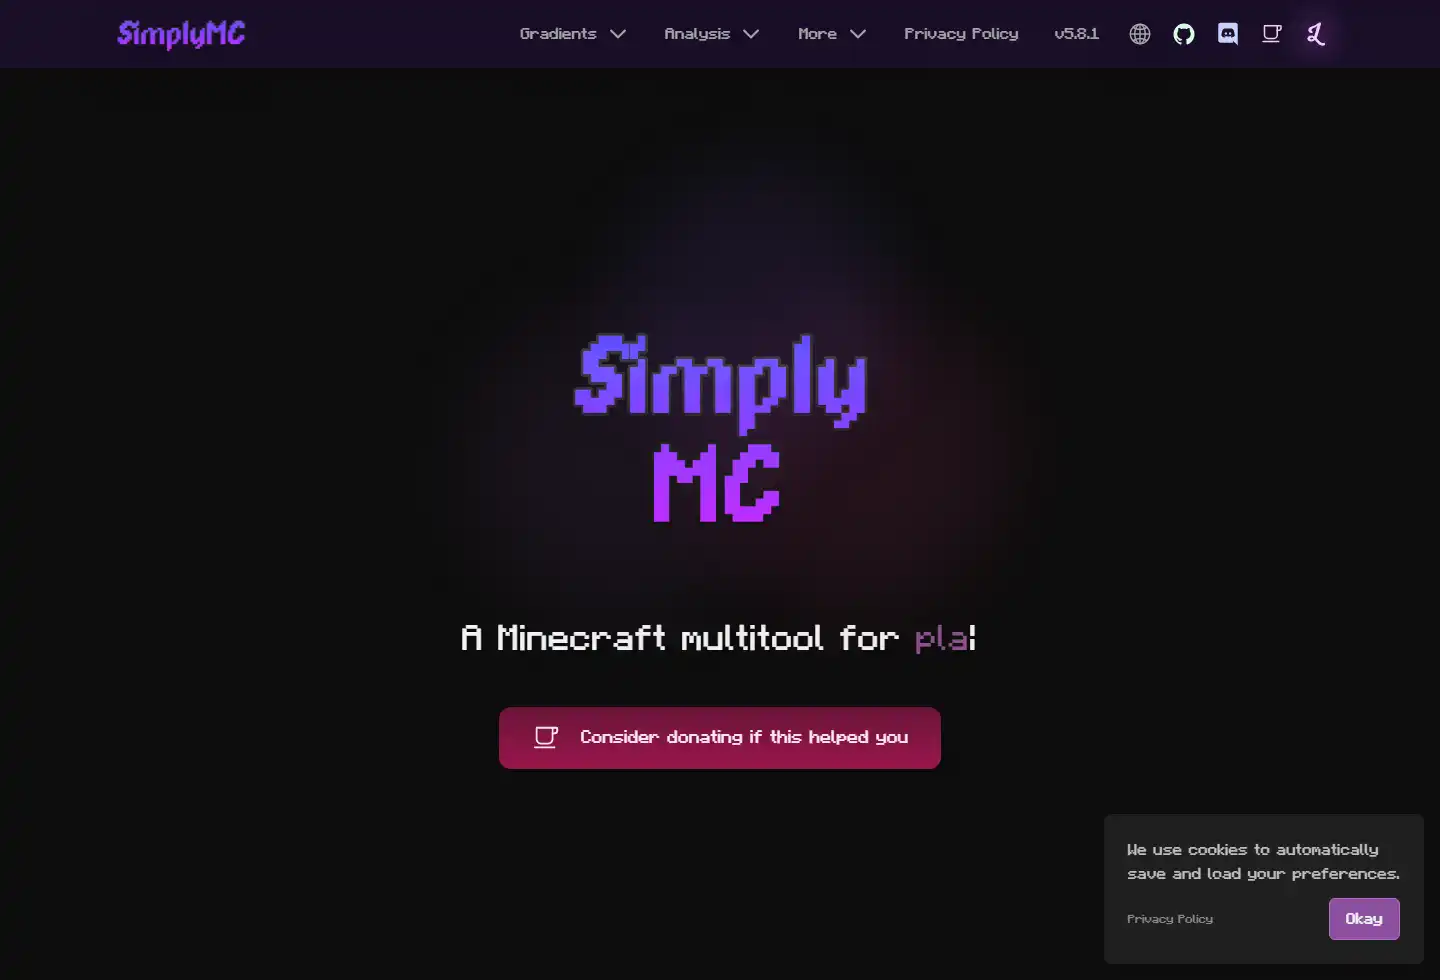 SimplyMC
Gradients Analysis More Privacy Policy v5.8.1
Simply
MC
A Minecraft multitool for pla
Consider donating if this helped you
We use cookies to automatically
save and load your preferences.
Privacy Policy Okay